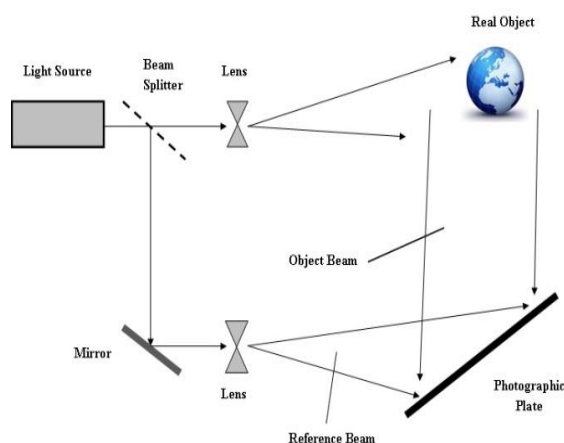 Real Object
Light Source
Beam
Splitter
Lens
Object Beam
Mirror
Lens
Photographic
Plate
Reference Beam